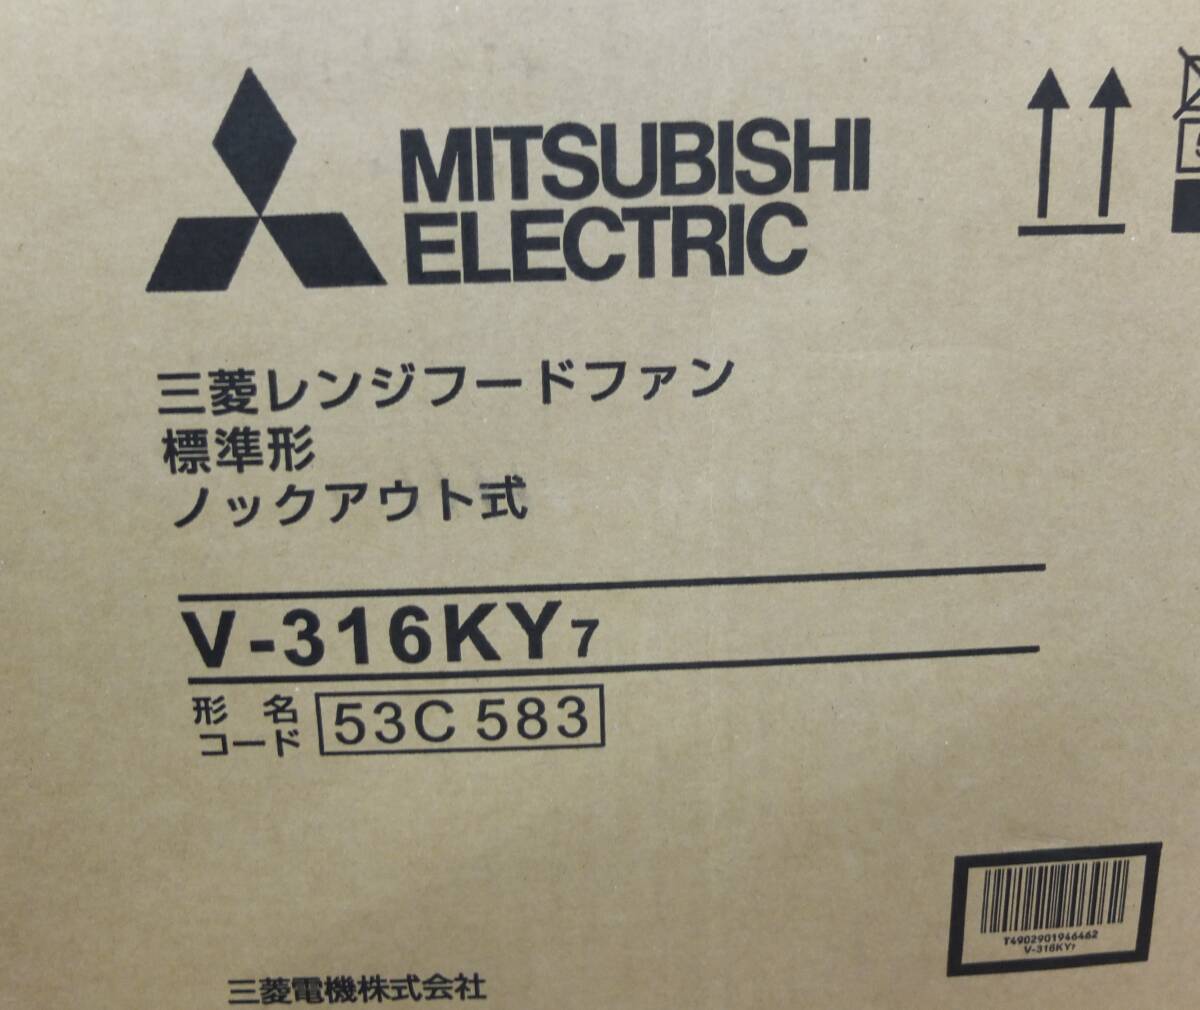 MITSUBISHI
ELECTRIC
三菱レンジフードファン
標準形
ノックアウト式
V-316KY7
形名
コード 53C 583
T4902901946462
V-316KY7
三菱電機株式会社